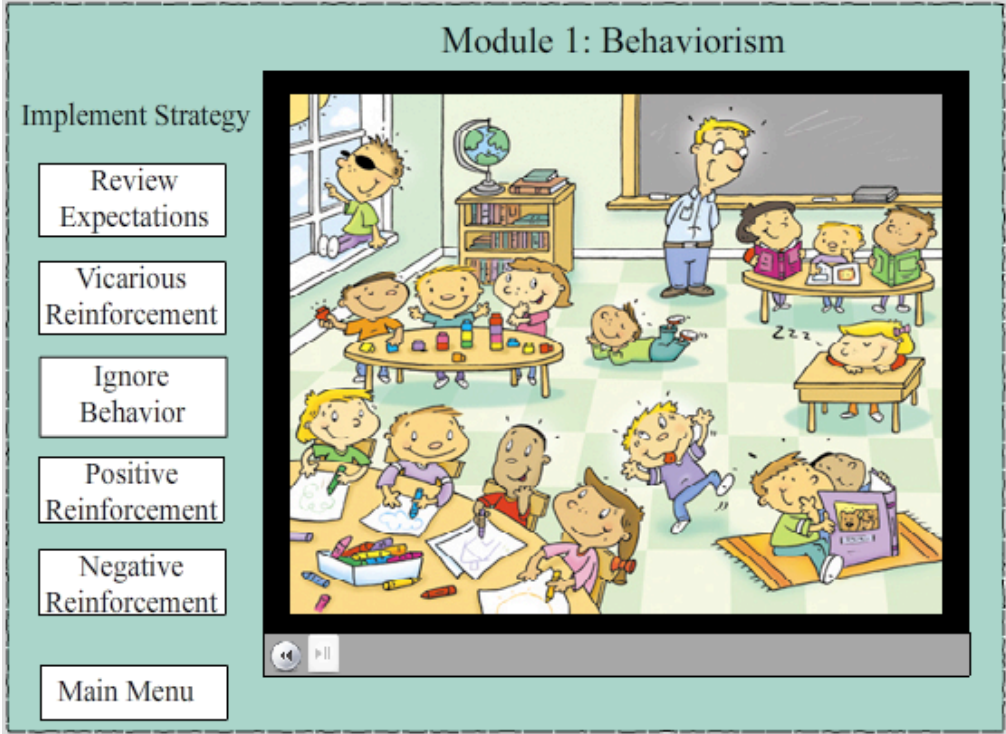 Module 1: Behaviorism
Implement Strategy
Review
Expectations
Vicarious
Reinforcement
Ignore
Behavior
Positive
Reinforcement
Negative
Reinforcement
Main Menu
z z z